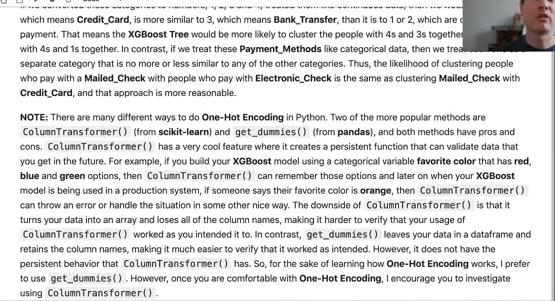 which means Credit_Card, is more similar to 3, which means Bank_Transfer, than it is to 1 or 2, which are
payment. That means the XGBoost Tree would be more likely to cluster the people with 4s and 3s together
with 4s and 1s together. In contrast, if we treat these Payment_Methods like categorical data, then we treat
separate category that is no more or less similar to any of the other categories. Thus, the likelihood of clustering
people who pay with a Mailed_Check with people who pay with Electronic_Check is the same as clustering Mailed_Check with
Credit_Card, and that approach is more reasonable.
NOTE: There are many different ways to do One-Hot Encoding in Python. Two of the more popular methods are
ColumnTransformer() (from scikit-learn) and get_dummies() (from pandas), and both methods have pros and
cons. ColumnTransformer() has a very cool feature where it creates a persistent function that can validate data that
you get in the future. For example, if you build your XGBoost model using a categorical variable favorite color that has red,
blue and green options, then ColumnTransformer() can remember those options and later on when your XGBoost
model is being used in a production system, if someone says their favorite color is orange, then ColumnTransformer()
can throw an error or handle the situation in some other nice way. The downside of ColumnTransformer() is that it
turns your data into an array and loses all of the column names, making it harder to verify that your usage of
ColumnTransformer() worked as you intended it to. In contrast, get_dummies() leaves your data in a dataframe and
retains the column names, making it much easier to verify that it worked as intended. However, it does not have the
persistent behavior that ColumnTransformer() has. So, for the sake of learning how One-Hot Encoding works, I prefer
to use get_dummies(). However, once you are comfortable with One-Hot Encoding, I encourage you to investigate
using ColumnTransformer().